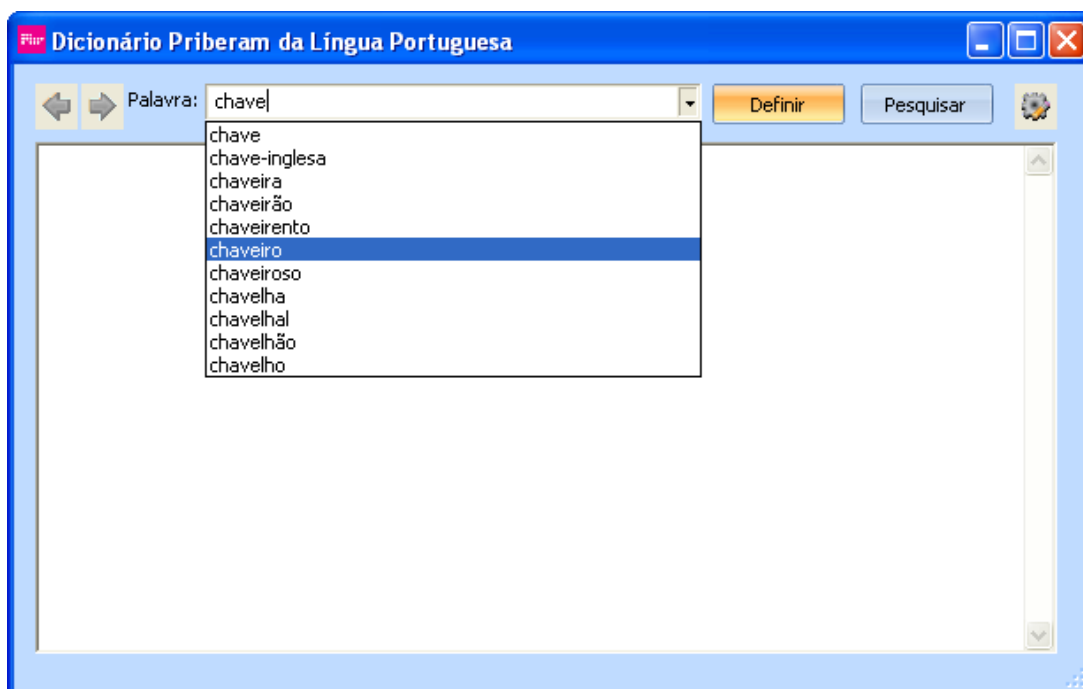 Dicionário Priberam da Língua Portuguesa
Palavra: chave Definir Pesquisar
chave
chave-inglesa
chaveira
chaveirão
chaveirento
chaveiro
chaveiroso
chavelha
chavelhal
chavelhão
chavelho